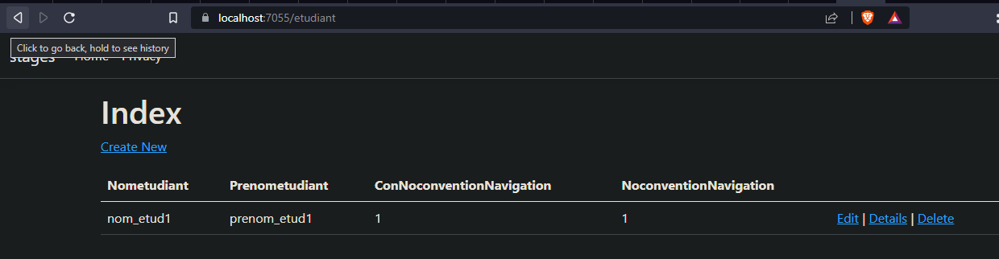 localhost:7055/etudiant
Click to go back, hold to see history
stages Home Privacy
Index
Create New
Nometudiant Prenometudiant ConNoconventionNavigation NoconventionNavigation
nom_etud1 prenom_etud1 1 1 Edit | Details | Delete